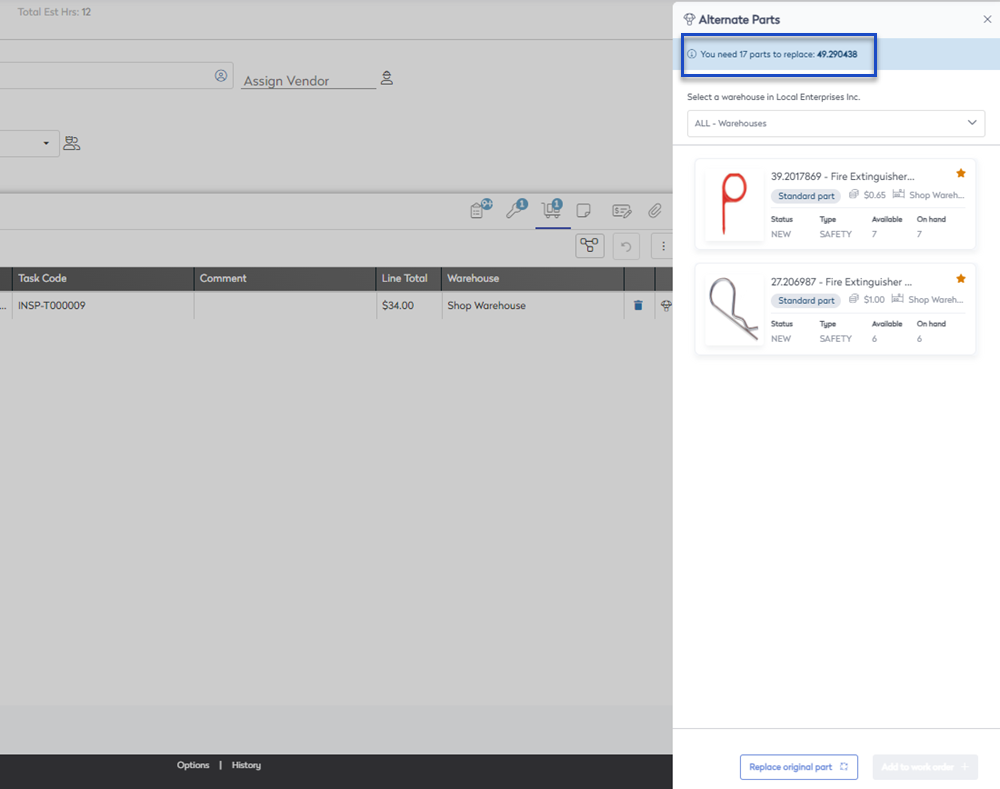 Total Est Hrs: 12
Assign Vendor
9+
1
1
Task Code Comment Line Total Warehouse
... INSP-T000009 $34.00 Shop Warehouse
Options | History
Alternate Parts
You need 17 parts to replace: 49.290438
Select a warehouse in Local Enterprises Inc.
ALL - Warehouses
39.2017869 - Fire Extinguisher...
Standard part $0.65 Shop Wareh...
Status Type Available On hand
NEW SAFETY 7 7
27.206987 - Fire Extinguisher ...
Standard part $1.00 Shop Wareh...
Status Type Available On hand
NEW SAFETY 6 6
Replace original part
Add to work order +